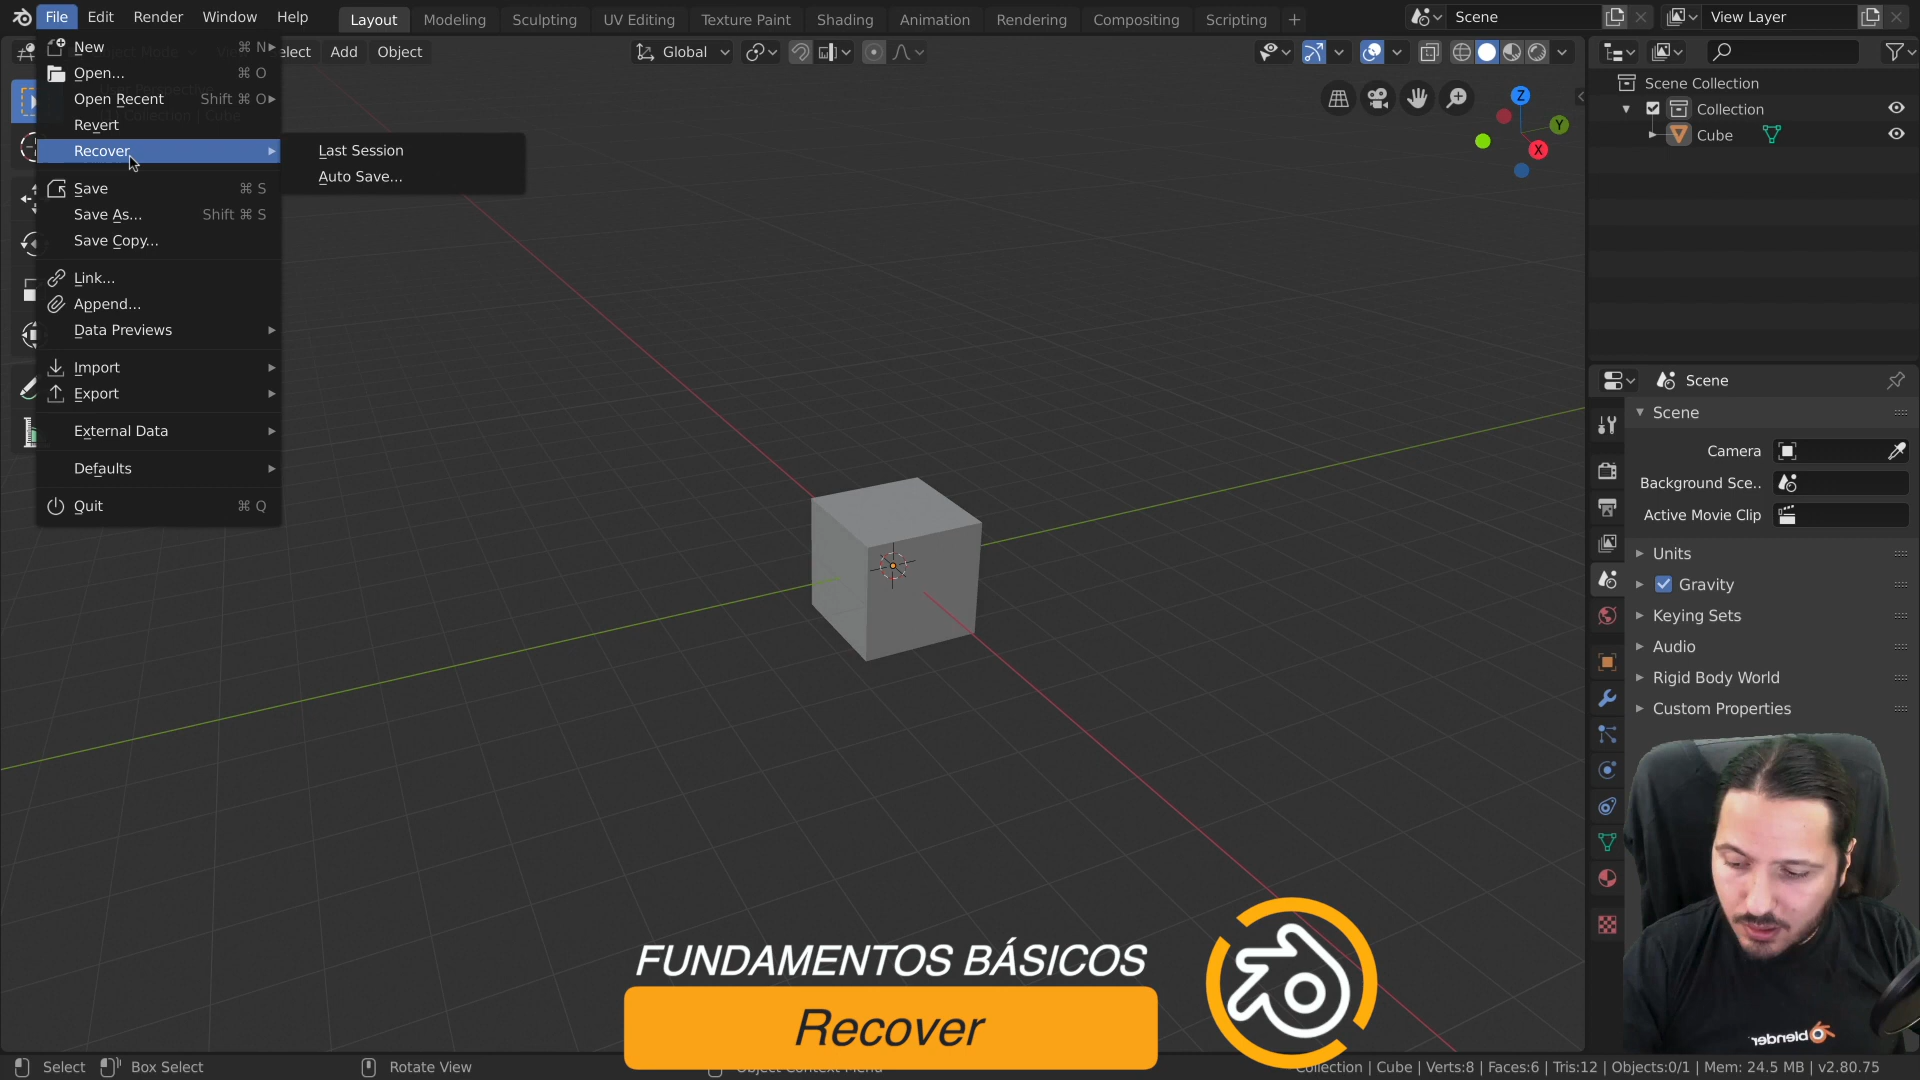 File Edit Render Window Help
Layout Modeling Sculpting UV Editing Texture Paint Shading Animation Rendering Compositing Scripting +
Scene
View Layer
Add Object
Global
New ⌘ N
Open... ⌘ O
Open Recent Shift ⌘ O
Revert
Recover
Last Session
Auto Save...
Save ⌘ S
Save As... Shift ⌘ S
Save Copy...
Link...
Append...
Data Previews
Import
Export
External Data
Defaults
Quit ⌘ Q
Z
Y
X
Scene Collection
Collection
Cube
Scene
Scene
Camera
Background Sce..
Active Movie Clip
Units
Gravity
Keying Sets
Audio
Rigid Body World
Custom Properties
blender
FUNDAMENTOS BÁSICOS
Recover
Select Box Select Rotate View
Collection | Cube | Verts:8 | Faces:6 | Tris:12 | Objects:0/1 | Mem: 24.5 MB | v2.80.75